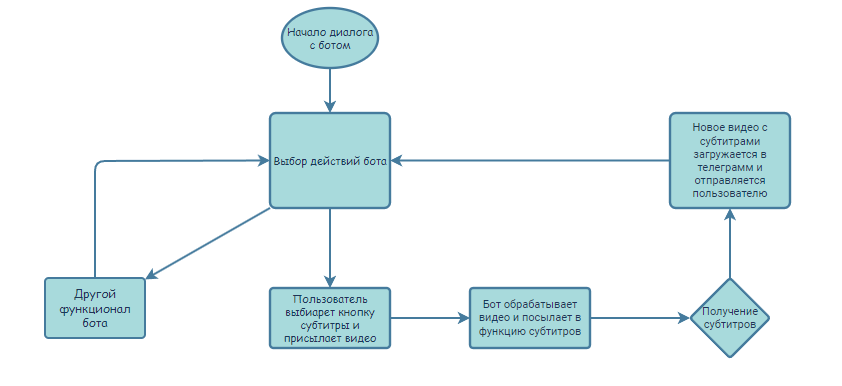 Начало диалога
с ботом
Выбор действий бота
Новое видео с
субтитрами
загружается в
телеграмм и
отправляется
пользователю
Другой
функционал
бота
Пользователь
выбиарет кнопку
субтитры и
присылает видео
Бот обрабатывает
видео и посылает в
функцию субтитров
Получение
субтитров